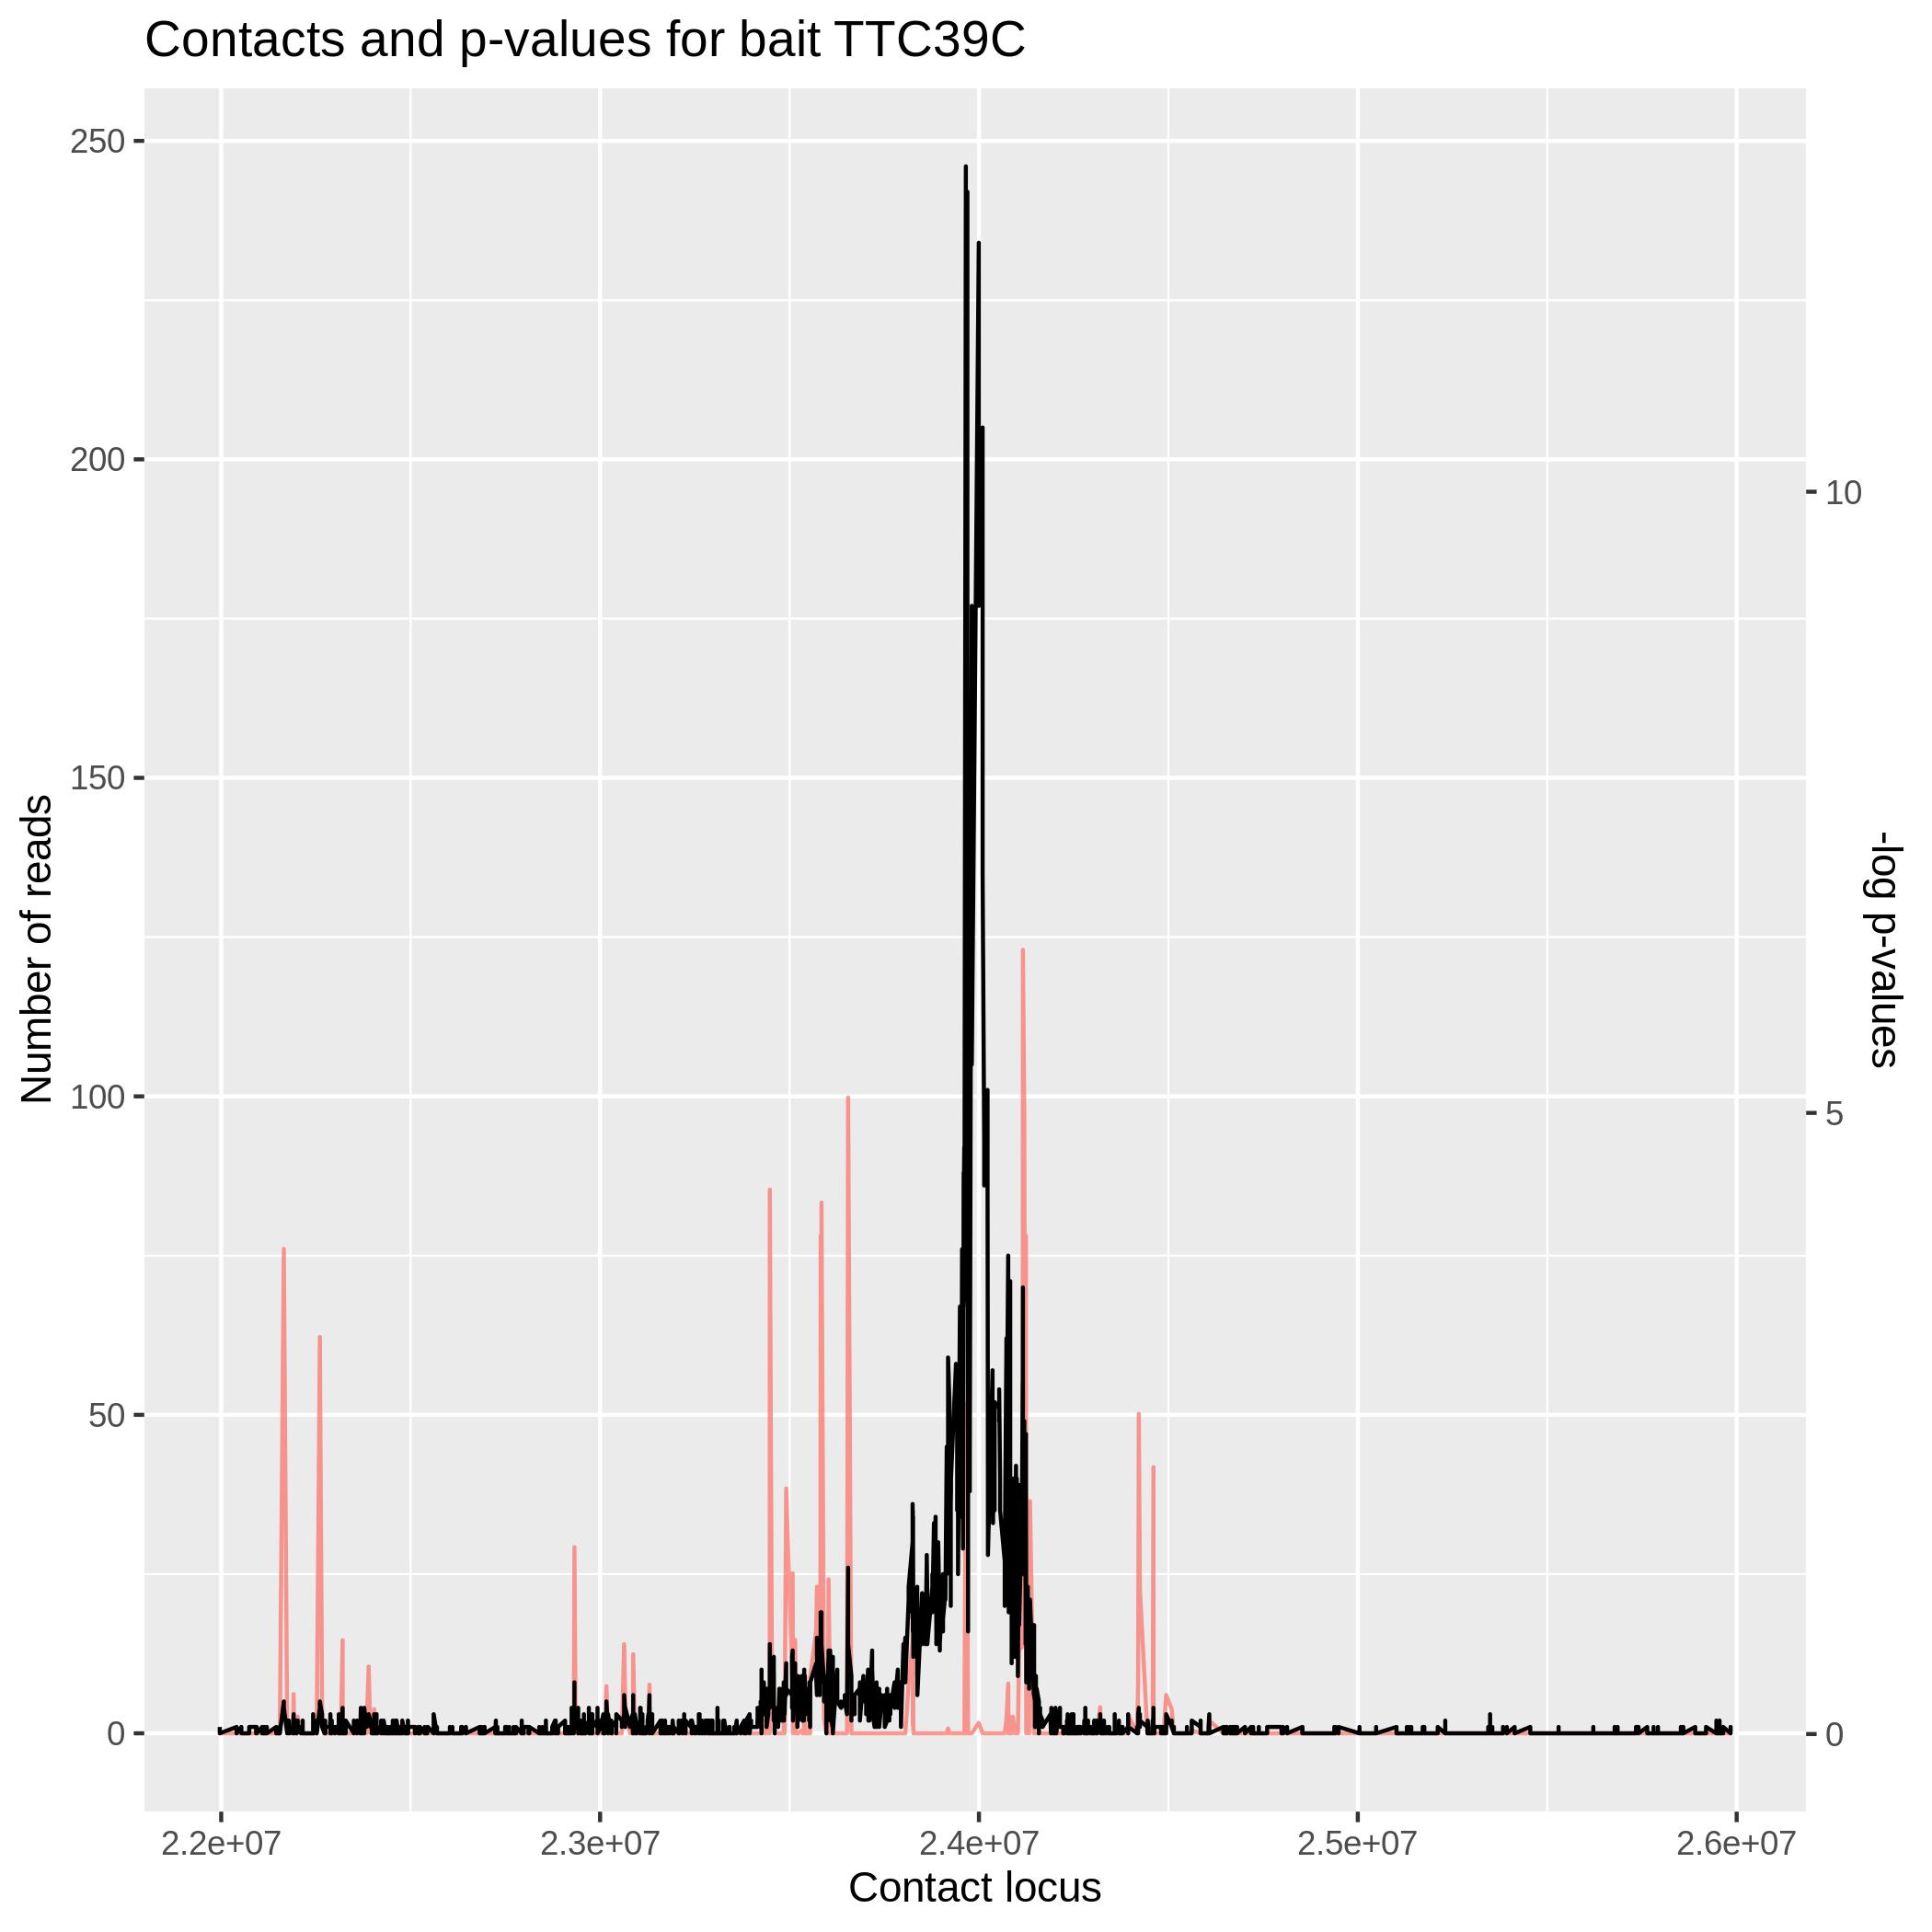 Contacts and p-values for bait TTC39C
250
200
150
100
50
0
Number of reads
10
5
0
-log p-values
2.2e+07 2.3e+07 2.4e+07 2.5e+07 2.6e+07
Contact locus